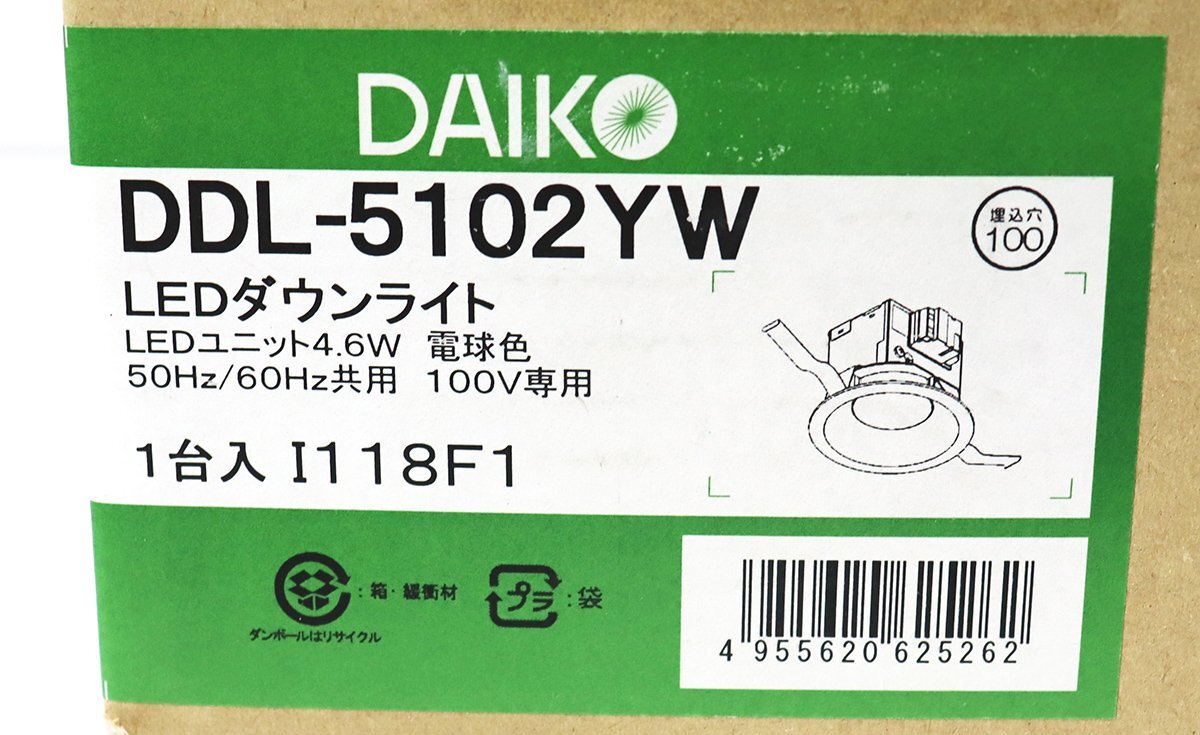 DAIKO
DDL-5102YW
埋込穴
100
LEDダウンライト
LEDユニット4.6W 電球色
50Hz/60Hz共用 100V専用
1台入 I118F1
:箱・緩衝材
ダンボールはリサイクル
プラ
:袋
4 955620 625262